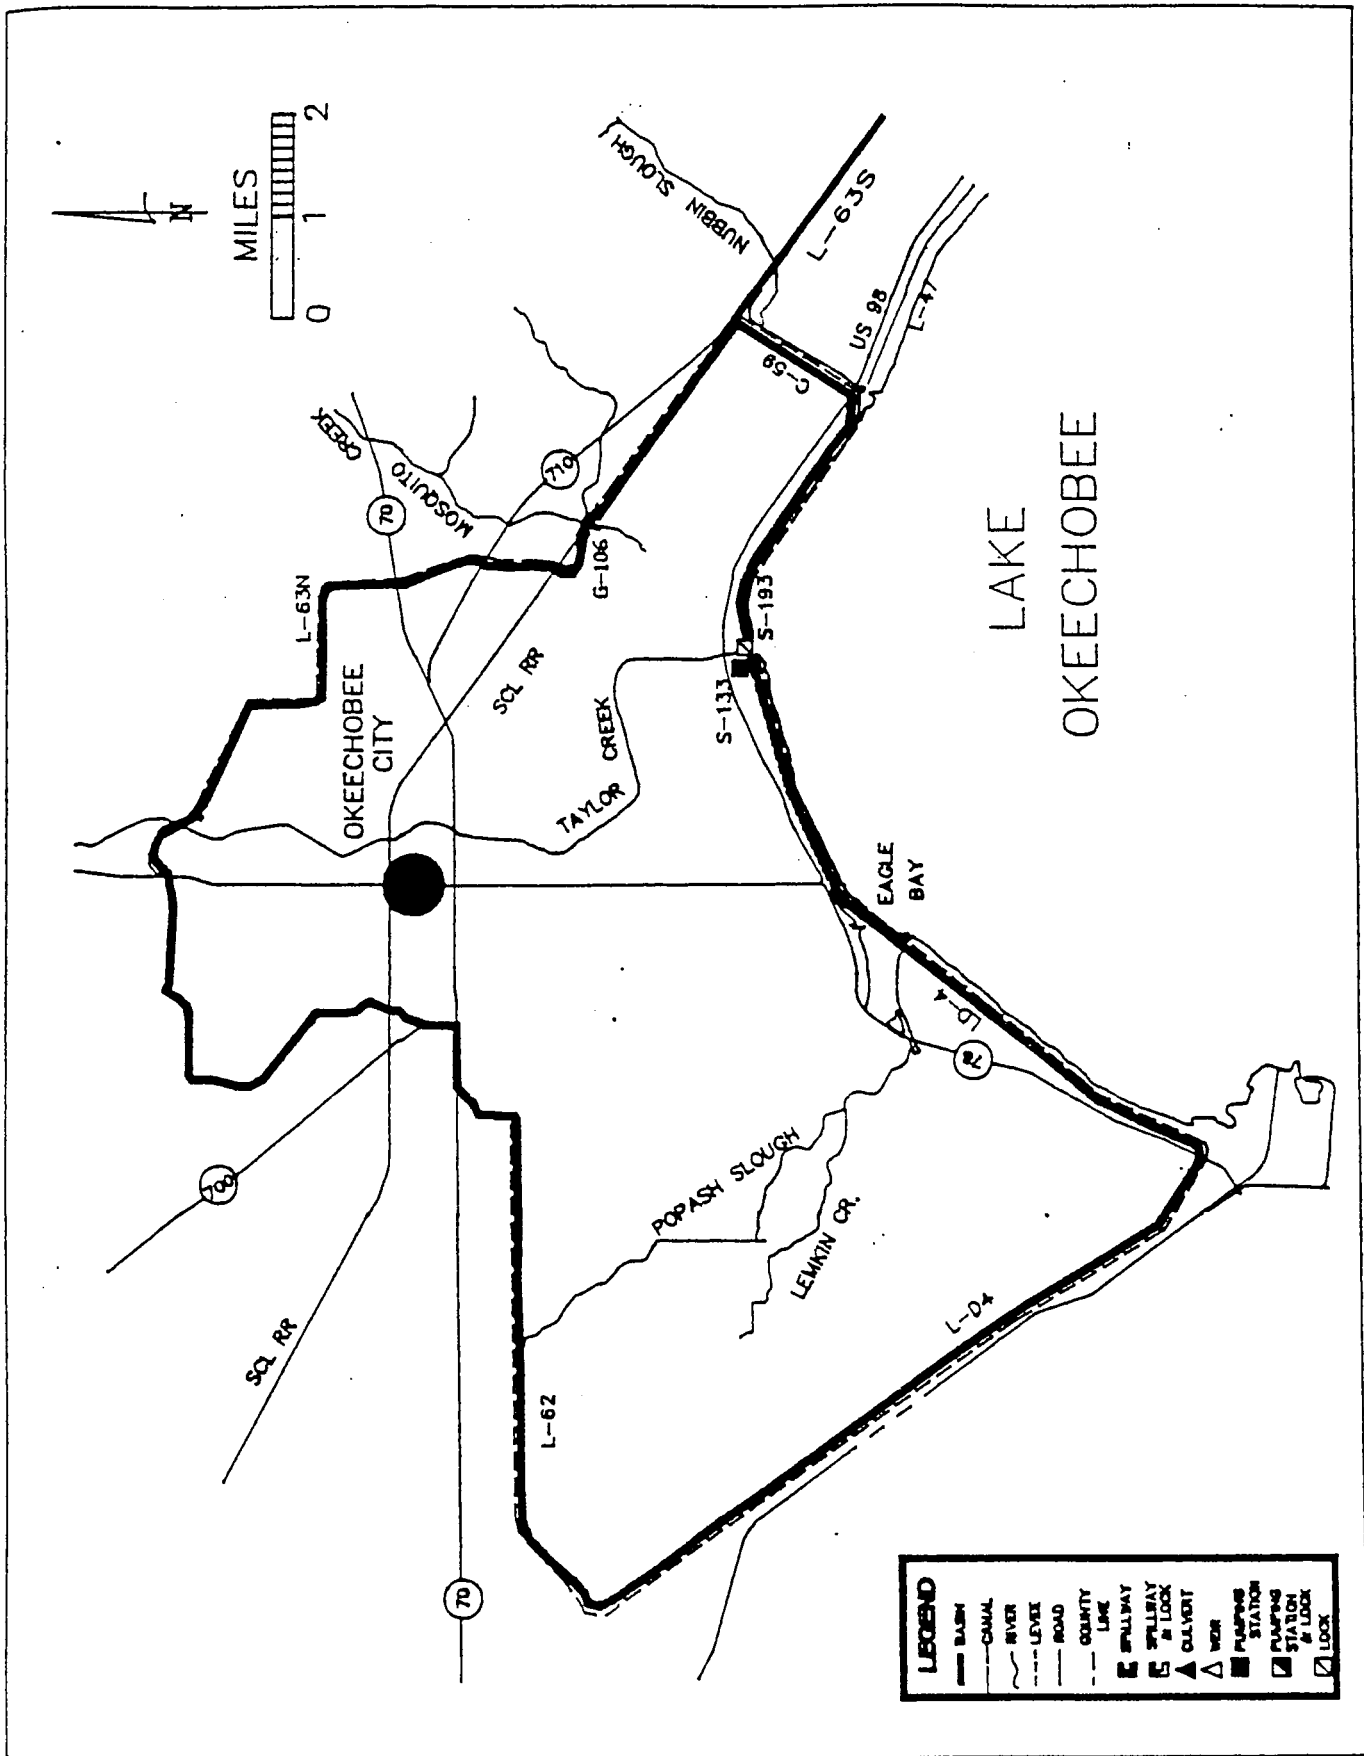 N
MILES
0 1 2
NUBBIN SLOUGH
L-63S
US 98
L-47
C-59
MOSQUITO CREEK
70
710
L-63N
G-106
OKEECHOBEE
CITY
SCL RR
TAYLOR CREEK
S-133
S-193
LAKE
OKEECHOBEE
EAGLE
BAY
LD-4
78
700
SCL RR
POPASH SLOUGH
LEMKIN CR.
L-D4
L-62
70
LEGEND
BASIN
CANAL
RIVER
LEVEE
ROAD
COUNTY
LINE
SPILLWAY
SPILLWAY
& LOCK
CULVERT
WEIR
PUMPING
STATION
PUMPING
STATION
& LOCK
LOCK